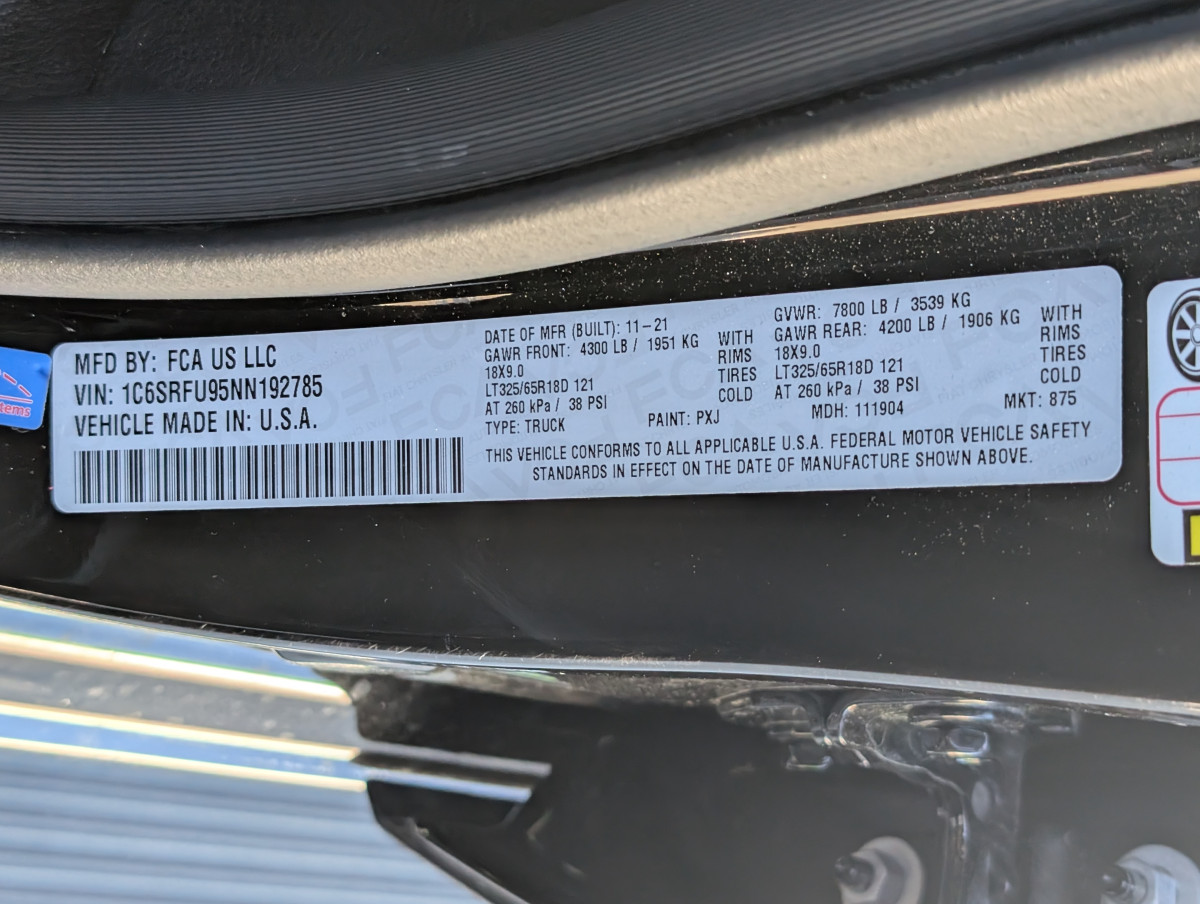 MFD BY: FCA US LLC
VIN: 1C6SRFU95NN192785
VEHICLE MADE IN: U.S.A.
DATE OF MFR (BUILT): 11-21
GAWR FRONT: 4300 LB / 1951 KG
18X9.0
LT325/65R18D 121
AT 260 kPa / 38 PSI
WITH
RIMS
TIRES
COLD
GVWR: 7800 LB / 3539 KG
GAWR REAR: 4200 LB / 1906 KG
18X9.0
LT325/65R18D 121
AT 260 kPa / 38 PSI
WITH
RIMS
TIRES
COLD
TYPE: TRUCK PAINT: PXJ MDH: 111904 MKT: 875
THIS VEHICLE CONFORMS TO ALL APPLICABLE U.S.A. FEDERAL MOTOR VEHICLE SAFETY
STANDARDS IN EFFECT ON THE DATE OF MANUFACTURE SHOWN ABOVE.